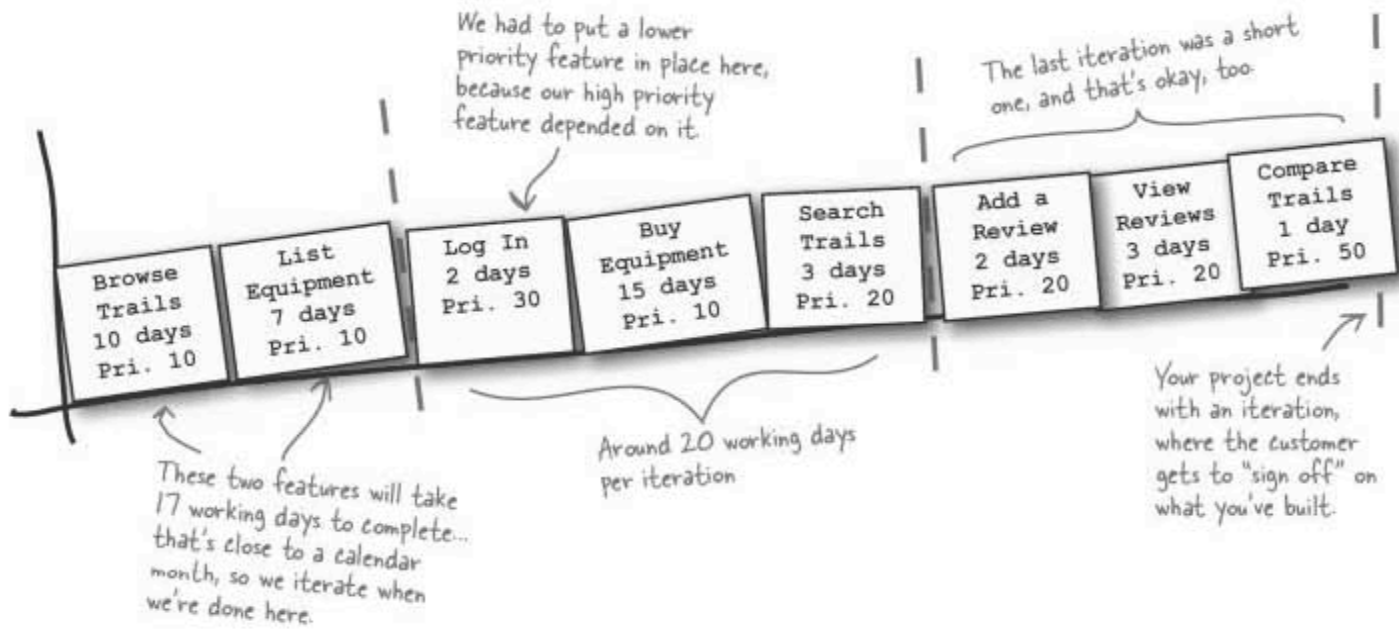 We had to put a lower
priority feature in place here,
because our high priority
feature depended on it.
The last iteration was a short
one, and that's okay, too.
Browse
Trails
10 days
Pri. 10
List
Equipment
7 days
Pri. 10
Log In
2 days
Pri. 30
Buy
Equipment
15 days
Pri. 10
Search
Trails
3 days
Pri. 20
Add a
Review
2 days
Pri. 20
View
Reviews
3 days
Pri. 20
Compare
Trails
1 day
Pri. 50
These two features will take
17 working days to complete...
that's close to a calendar
month, so we iterate when
we're done here.
Around 20 working days
per iteration
Your project ends
with an iteration,
where the customer
gets to "sign off" on
what you've built.